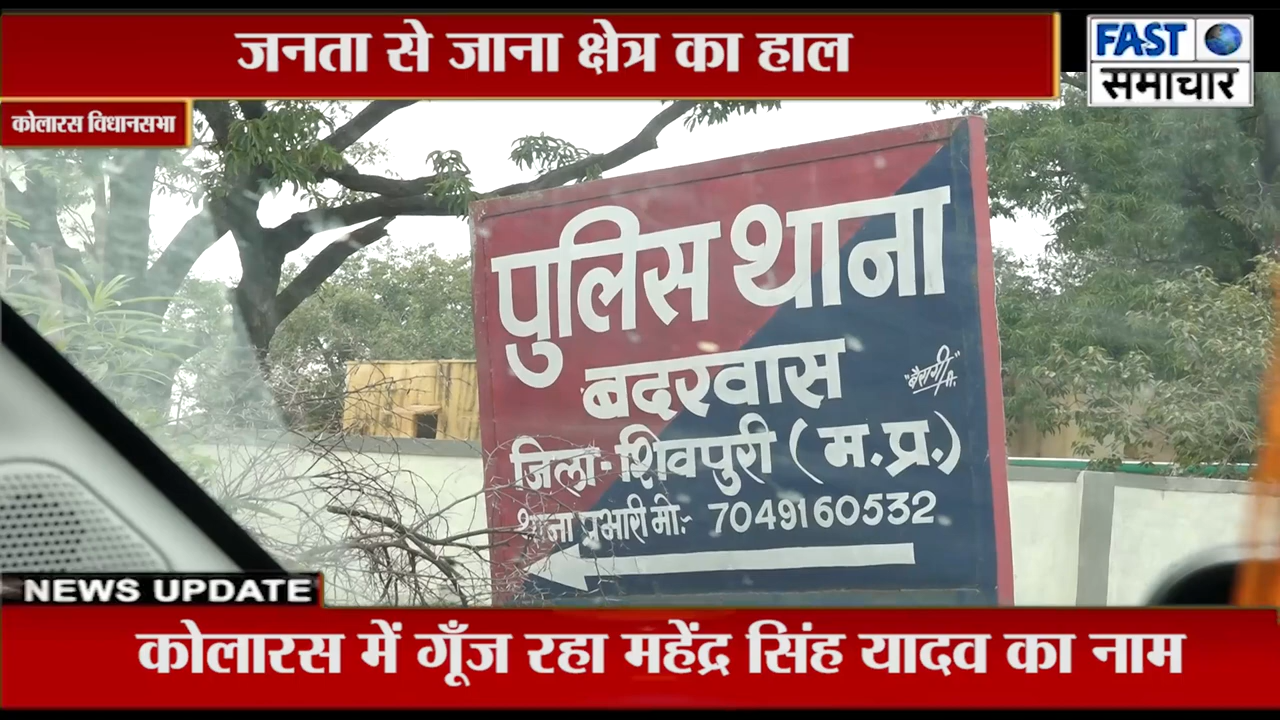 जनता से जाना क्षेत्र का हाल
FAST
समाचार
कोलारस विधानसभा
पुलिस थाना
बदरवास
"बैरागी"
जिला-शिवपुरी (म.प्र.)
थाना प्रभारी मो:- 7049160532
NEWS UPDATE
कोलारस में गूँज रहा महेंद्र सिंह यादव का नाम